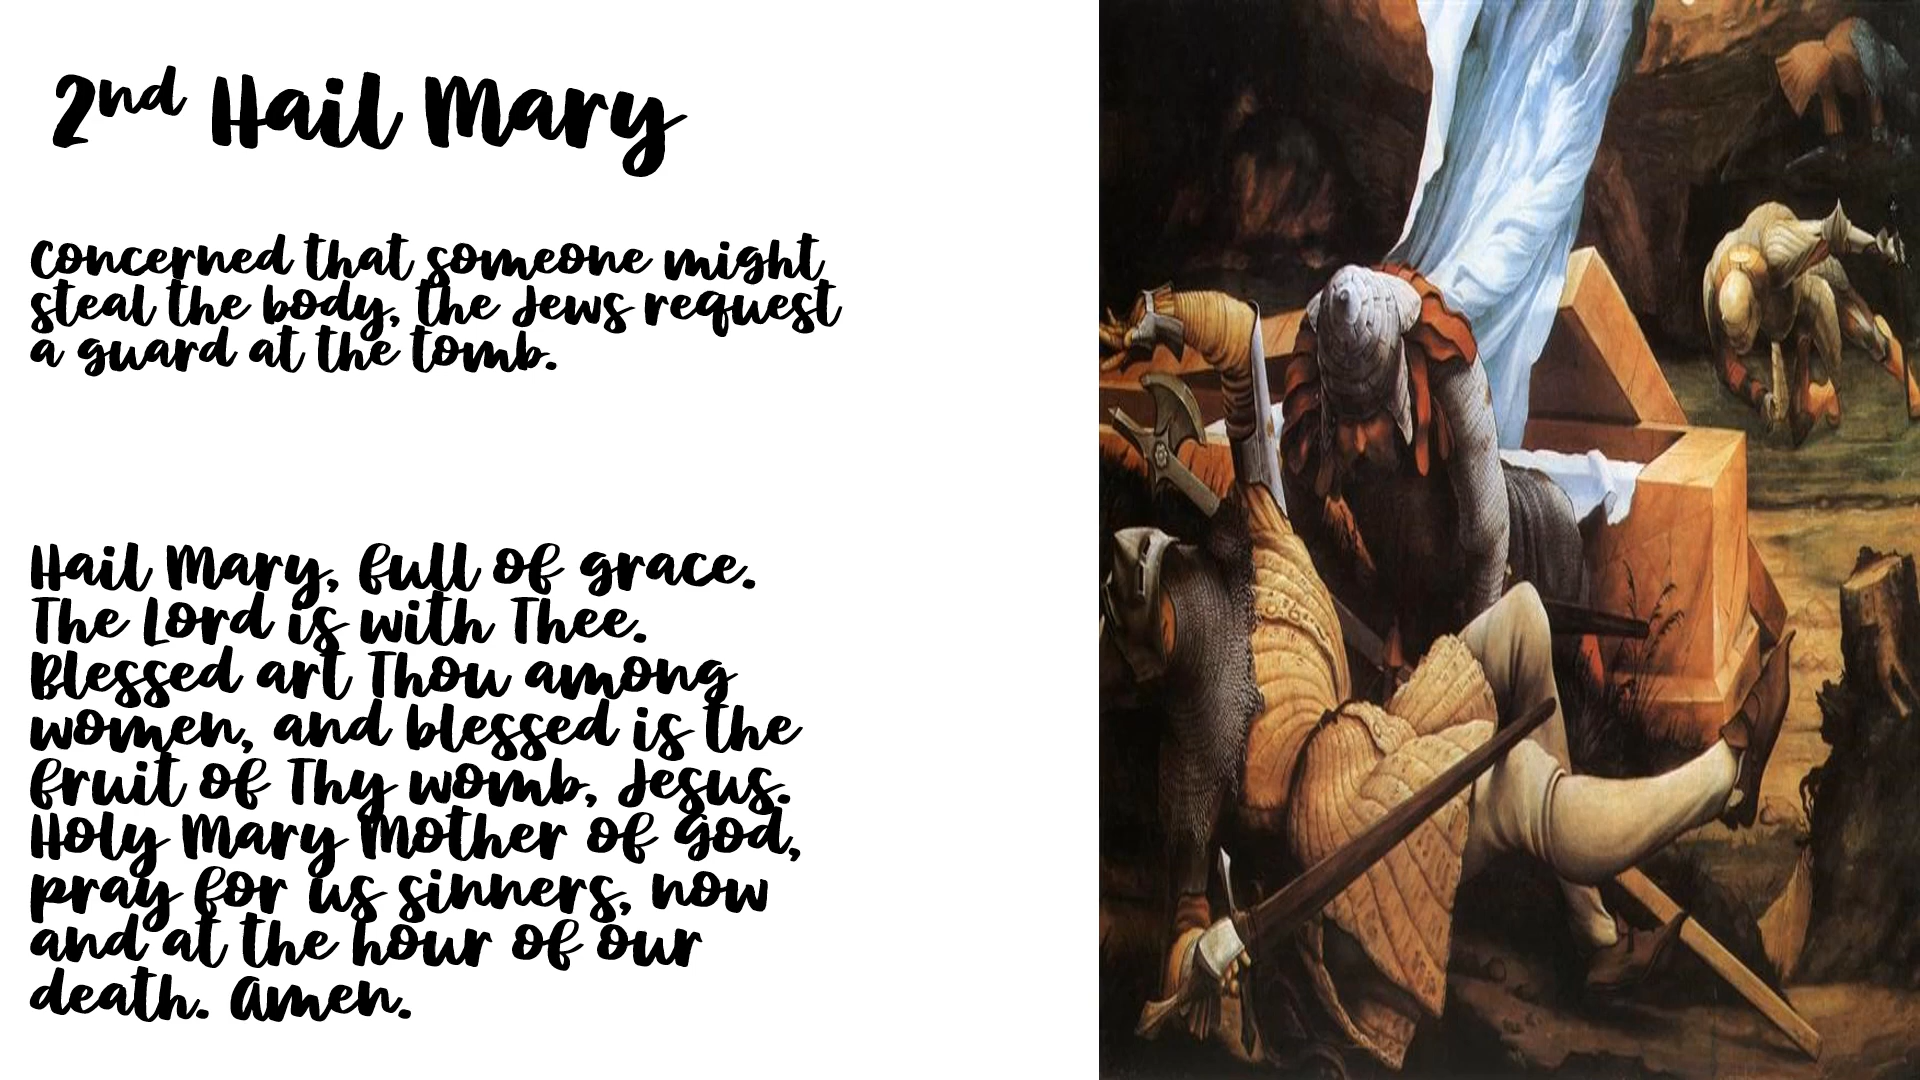 2nd Hail Mary
Concerned that someone might
steal the body, the Jews request
a guard at the tomb.
Hail Mary, full of grace.
The Lord is with Thee.
Blessed art Thou among
women, and blessed is the
fruit of Thy womb, Jesus.
Holy Mary Mother of God,
pray for us sinners, now
and at the hour of our
death. Amen.